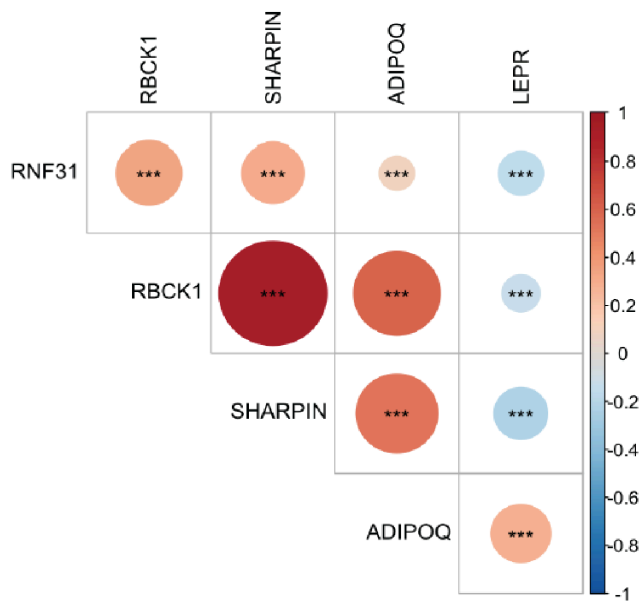 RBCK1
SHARPIN
ADIPOQ
LEPR
RNF31 *** *** *** ***
RBCK1 *** *** ***
SHARPIN *** ***
ADIPOQ ***
1
0.8
0.6
0.4
0.2
0
-0.2
-0.4
-0.6
-0.8
-1